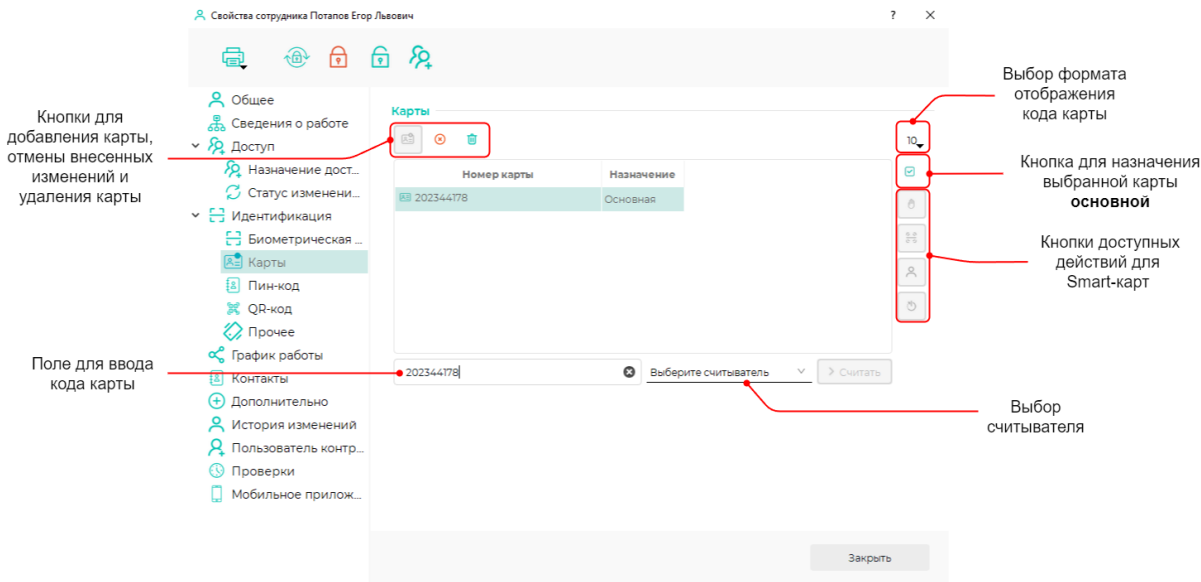 Свойства сотрудника Потапов Егор Львович
?
Выбор формата
отображения
кода карты
Кнопки для
добавления карты,
отмены внесенных
изменений и
удаления карты
Общее
Сведения о работе
Доступ
Назначение дост...
Статус изменени...
Идентификация
Биометрическая ...
Карты
Пин-код
QR-код
Прочее
График работы
Контакты
Дополнительно
История изменений
Пользователь контр...
Проверки
Мобильное прилож...
Карты
10
Номер карты Назначение
202344178 Основная
Кнопка для назначения
выбранной карты
основной
Кнопки доступных
действий для
Smart-карт
Поле для ввода
кода карты
202344178
Выберите считыватель
Считать
Выбор
считывателя
Закрыть